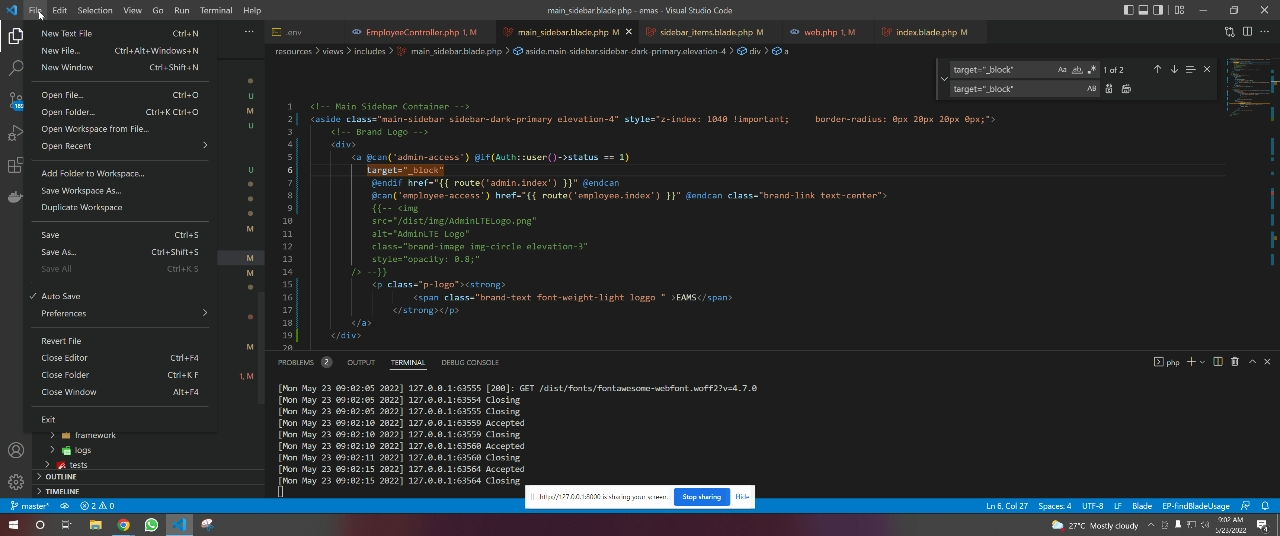 File Edit Selection View Go Run Terminal Help
main_sidebar.blade.php - emas - Visual Studio Code
New Text File Ctrl+N
New File... Ctrl+Alt+Windows+N
New Window Ctrl+Shift+N
Open File... Ctrl+O
Open Folder... Ctrl+K Ctrl+O
Open Workspace from File...
Open Recent
Add Folder to Workspace...
Save Workspace As...
Duplicate Workspace
Save Ctrl+S
Save As... Ctrl+Shift+S
Save All Ctrl+K S
Auto Save
Preferences
Revert File
Close Editor Ctrl+F4
Close Folder Ctrl+K F
Close Window Alt+F4
Exit
U
M
U
U
M
M
M
M
1, M
framework
logs
tests
OUTLINE
TIMELINE
.env
EmployeeController.php 1, M
main_sidebar.blade.php M
sidebar_items.blade.php M
web.php 1, M
index.blade.php M
resources > views > includes > main_sidebar.blade.php > aside.main-sidebar.sidebar-dark-primary.elevation-4 > div > a
target="_block" Aa ab 1 of 2
target="_block" AB
1 <!-- Main Sidebar Container -->
2 <aside class="main-sidebar sidebar-dark-primary elevation-4" style="z-index: 1040 !important; border-radius: 0px 20px 20px 0px;">
3 <!-- Brand Logo -->
4 <div>
5 <a @can('admin-access') @if(Auth::user()->status == 1)
6 target="_block"
7 @endif href="{{ route('admin.index') }}" @endcan
8 @can('employee-access') href="{{ route('employee.index') }}" @endcan class="brand-link text-center">
9 {{-- <img
10 src="/dist/img/AdminLTELogo.png"
11 alt="AdminLTE Logo"
12 class="brand-image img-circle elevation-3"
13 style="opacity: 0.8;"
14 /> --}}
15 <p class="p-logo"><strong>
16 <span class="brand-text font-weight-light loggo " >EAMS</span>
17 </strong></p>
18 </a>
19 </div>
20
PROBLEMS 2 OUTPUT TERMINAL DEBUG CONSOLE
php
[Mon May 23 09:02:05 2022] 127.0.0.1:63555 [200]: GET /dist/fonts/fontawesome-webfont.woff2?v=4.7.0
[Mon May 23 09:02:05 2022] 127.0.0.1:63554 Closing
[Mon May 23 09:02:05 2022] 127.0.0.1:63555 Closing
[Mon May 23 09:02:10 2022] 127.0.0.1:63559 Accepted
[Mon May 23 09:02:10 2022] 127.0.0.1:63559 Closing
[Mon May 23 09:02:10 2022] 127.0.0.1:63560 Accepted
[Mon May 23 09:02:11 2022] 127.0.0.1:63560 Closing
[Mon May 23 09:02:15 2022] 127.0.0.1:63564 Accepted
[Mon May 23 09:02:15 2022] 127.0.0.1:63564 Closing
http://127.0.0.1:8000 is sharing your screen. Stop sharing Hide
master* 2 0
Ln 6, Col 27 Spaces: 4 UTF-8 LF Blade EP-findBladeUsage
27°C Mostly cloudy
9:02 AM
5/23/2022